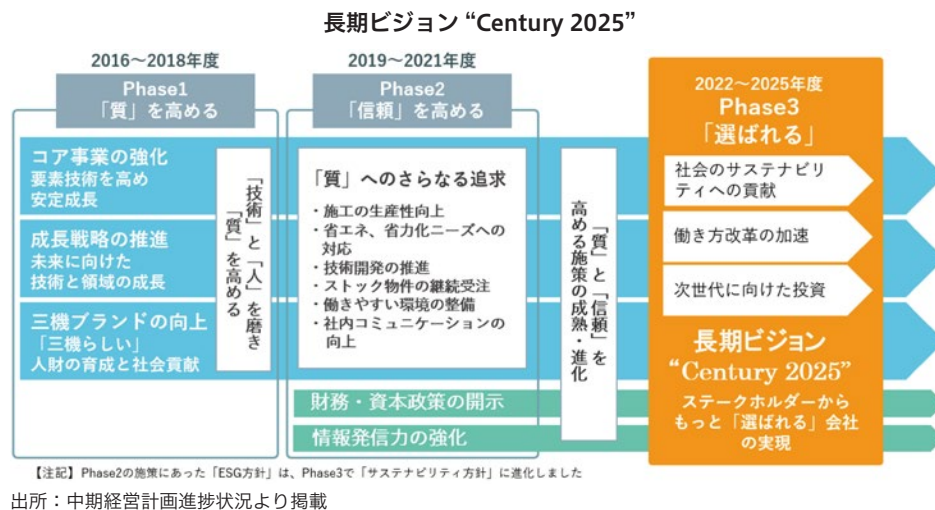 長期ビジョン “Century 2025”
2016〜2018年度
Phase1
「質」を高める
コア事業の強化
要素技術を高め
安定成長
成長戦略の推進
未来に向けた
技術と領域の成長
三機ブランドの向上
「三機らしい」
人財の育成と社会貢献
「技術」と「人」を磨き
「質」を高める
2019〜2021年度
Phase2
「信頼」を高める
「質」へのさらなる追求
・施工の生産性向上
・省エネ、省力化ニーズへの
対応
・技術開発の推進
・ストック物件の継続受注
・働きやすい環境の整備
・社内コミュニケーションの
向上
財務・資本政策の開示
情報発信力の強化
「質」と「信頼」を
高める施策の成熟・進化
2022〜2025年度
Phase3
「選ばれる」
社会のサステナビリ
ティへの貢献
働き方改革の加速
次世代に向けた投資
長期ビジョン
“Century 2025”
ステークホルダーから
もっと「選ばれる」会社
の実現
【注記】Phase2の施策にあった「ESG方針」は、Phase3で「サステナビリティ方針」に進化しました
出所：中期経営計画進捗状況より掲載